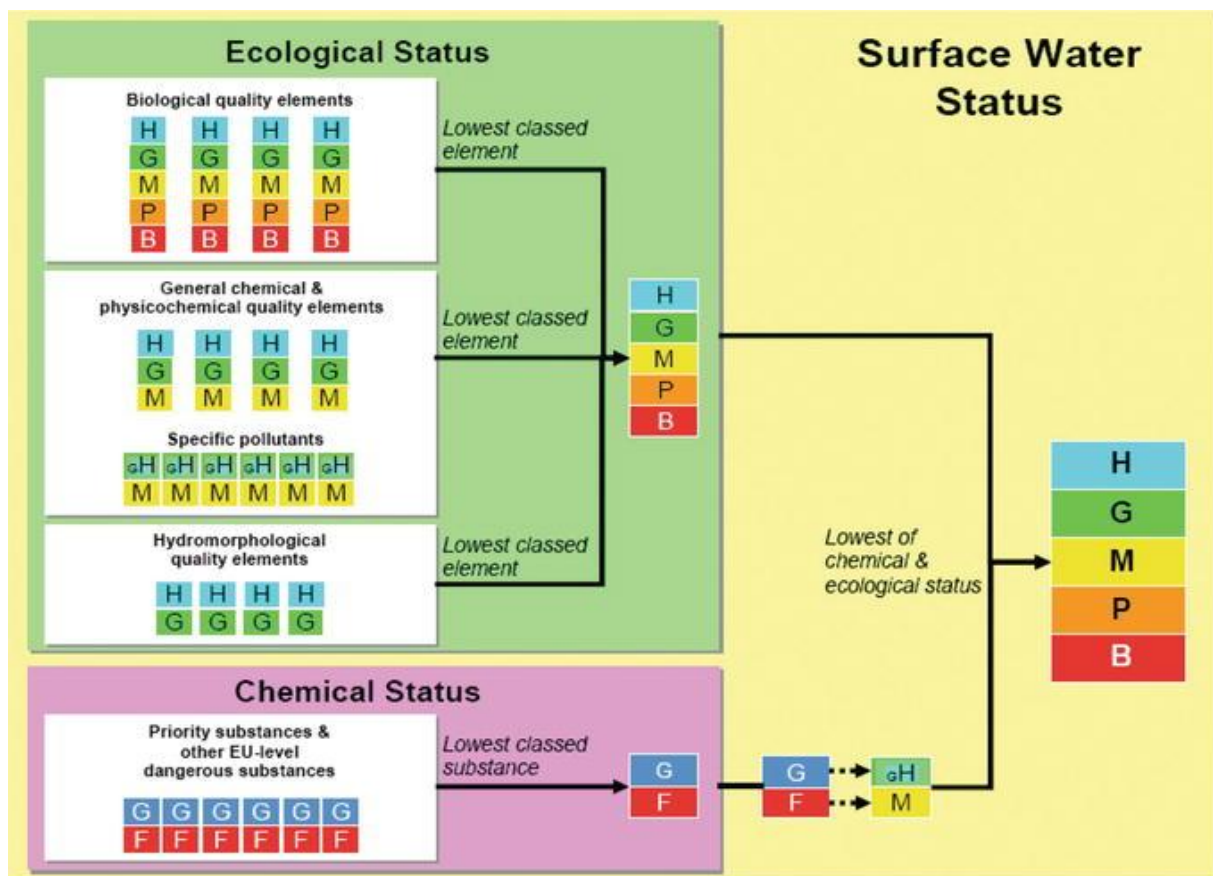 Ecological Status
Surface Water
Status
Biological quality elements
H H H H
G G G G
M M M M
P P P P
B B B B
Lowest classed
element
General chemical &
physicochemical quality elements
H H H H
G G G G
M M M M
Lowest classed
element
Specific pollutants
GH GH GH GH GH GH
M M M M M M
Hydromorphological
quality elements
H H H H
G G G G
Lowest classed
element
H
G
M
P
B
Chemical Status
Priority substances &
other EU-level
dangerous substances
G G G G G G
F F F F F F
Lowest classed
substance
G
F
G
F
GH
M
Lowest of
chemical &
ecological status
H
G
M
P
B